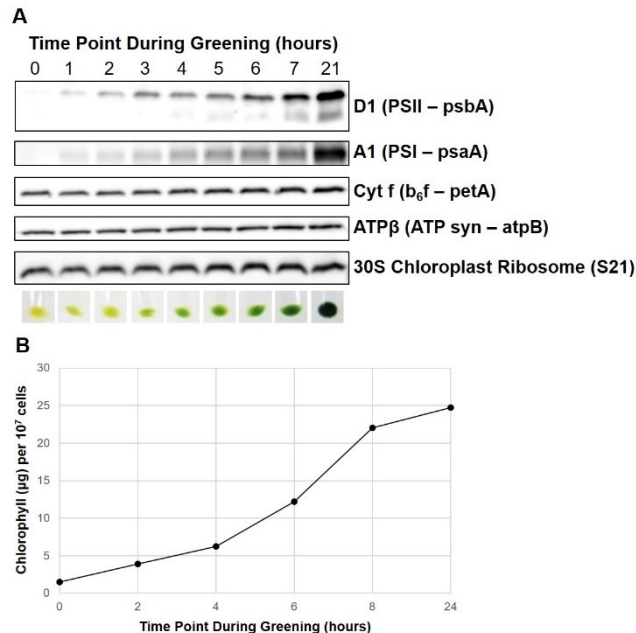 A
Time Point During Greening (hours)
0 1 2 3 4 5 6 7 21
D1 (PSII – psbA)
A1 (PSI – psaA)
Cyt f (b₆f – petA)
ATPβ (ATP syn – atpB)
30S Chloroplast Ribosome (S21)
B
Chlorophyll (μg) per 10⁷ cells
30
25
20
15
10
5
0
0 2 4 6 8 24
Time Point During Greening (hours)